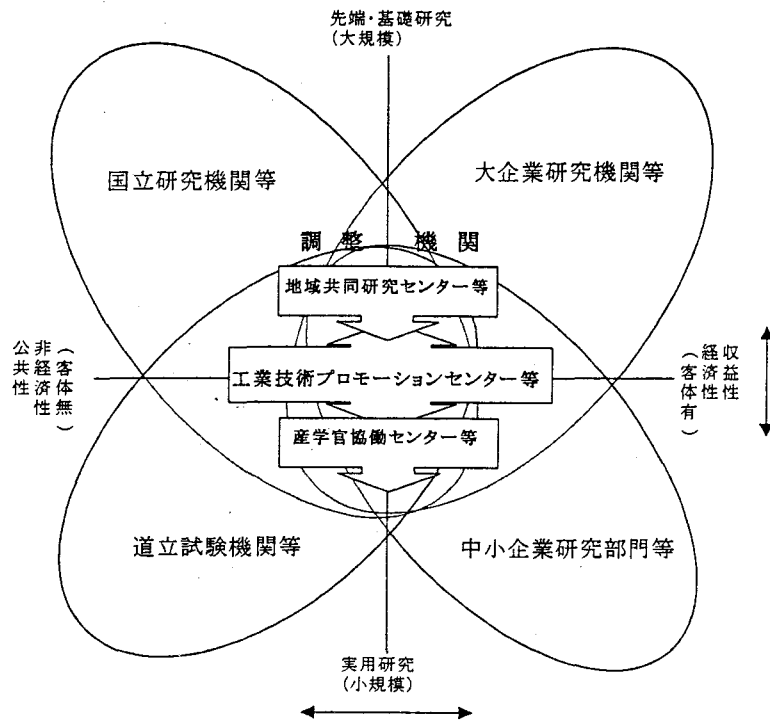 先端・基礎研究
(大規模)
国立研究機関等
大企業研究機関等
調整 機関
地域共同研究センター等
公共性
非経済性
(客体無)
工業技術プロモーションセンター等
収益性
経済性
(客体有)
産学官協働センター等
道立試験機関等
中小企業研究部門等
実用研究
(小規模)